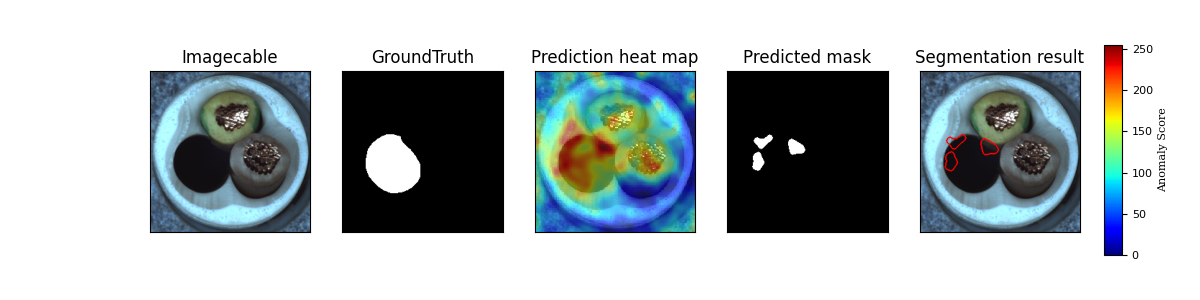 Imagecable
GroundTruth
Prediction heat map
Predicted mask
Segmentation result
250
200
150
100
50
0
Anomaly Score